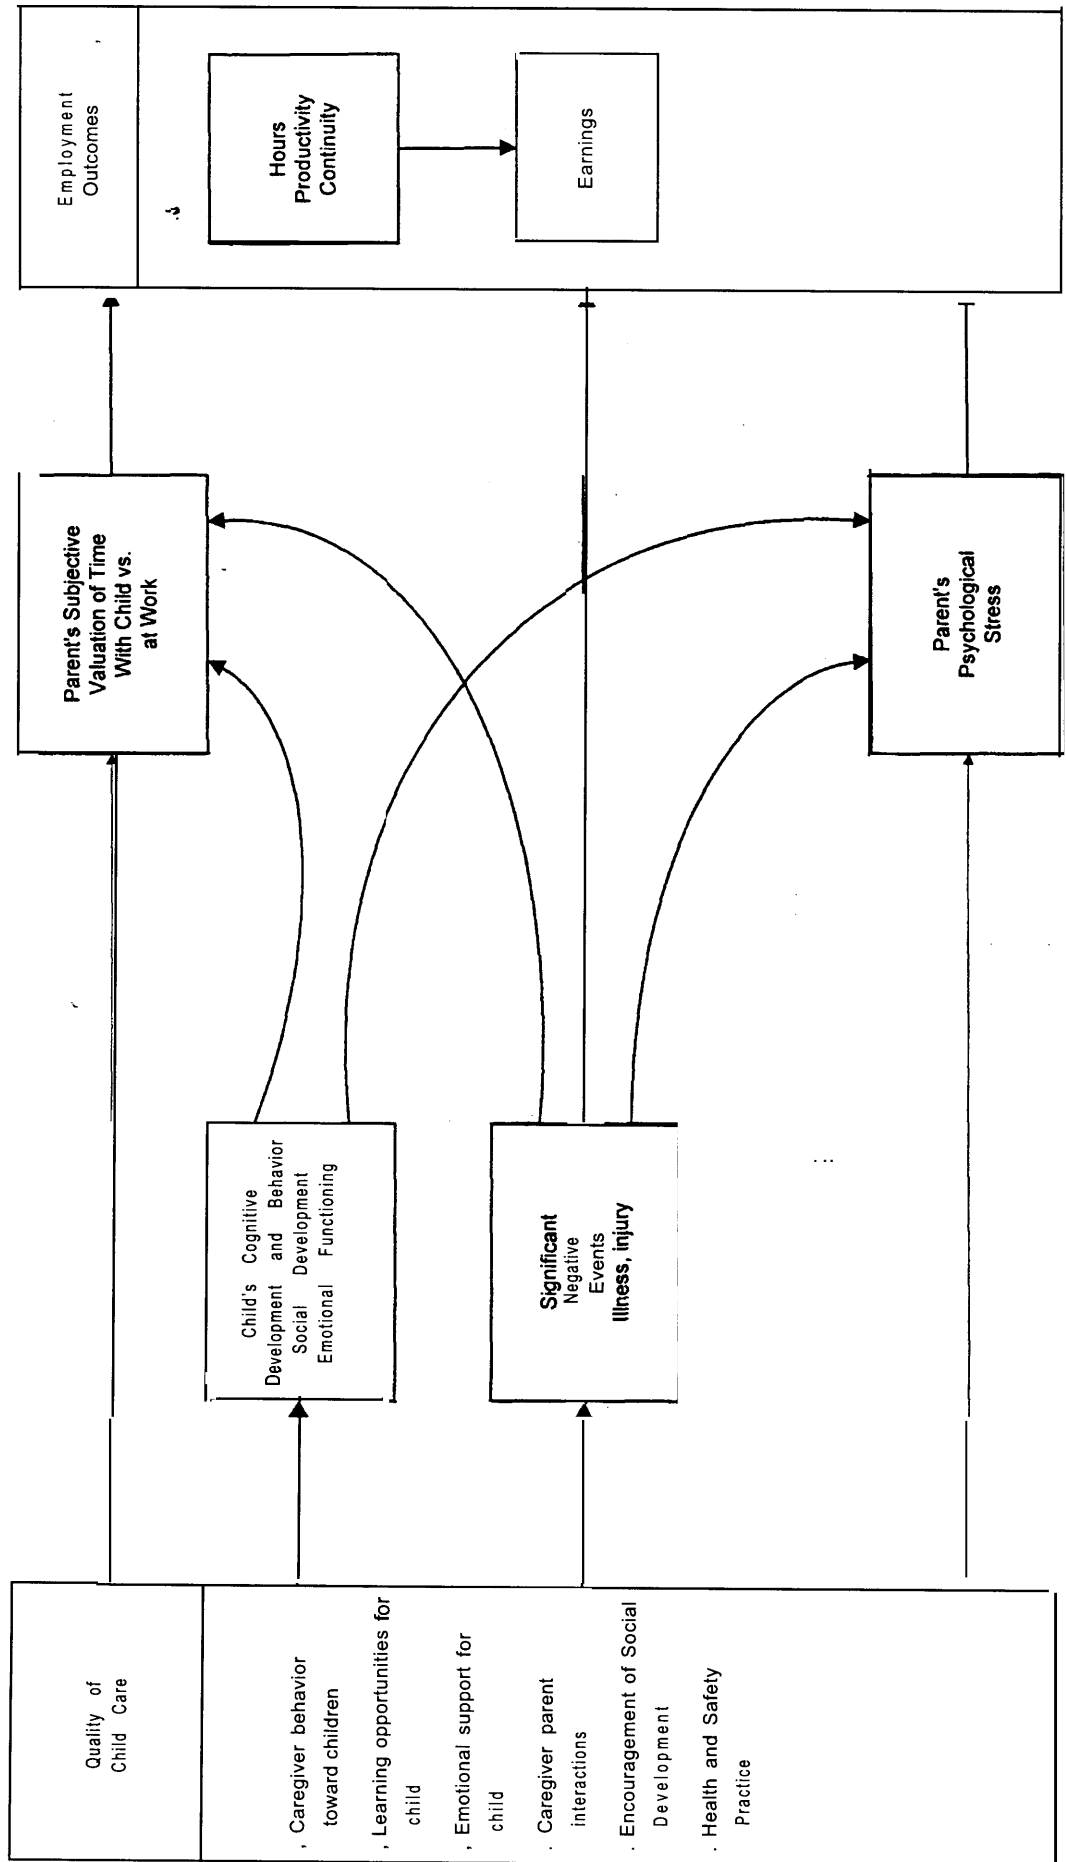 Quality of
Child Care
, Caregiver behavior
toward children
, Learning opportunities for
child
, Emotional support for
child
. Caregiver parent
interactions
. Encouragement of Social
Development
. Health and Safety
Practice
Child's Cognitive
Development and Behavior
Social Development
Emotional Functioning
Significant
Negative
Events
Illness, injury
Parent's Subjective
Valuation of Time
With Child vs.
at Work
Parent's
Psychological
Stress
Employment
Outcomes
Hours
Productivity
Continuity
Earnings